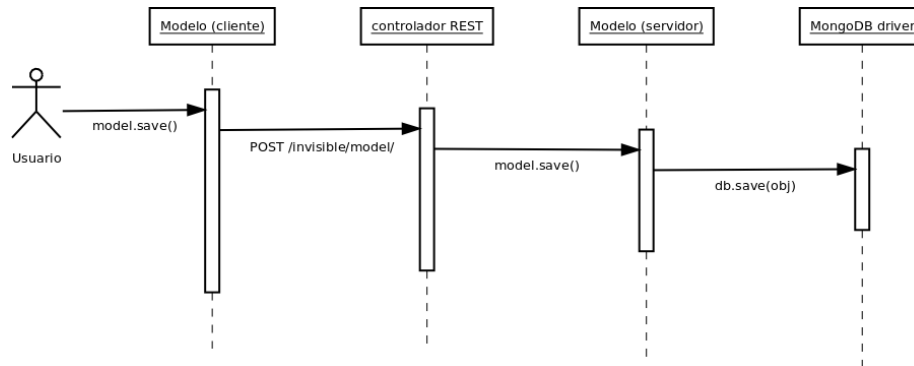 Modelo (cliente)
controlador REST
Modelo (servidor)
MongoDB driver
model.save()
POST /invisible/model/
model.save()
db.save(obj)
Usuario